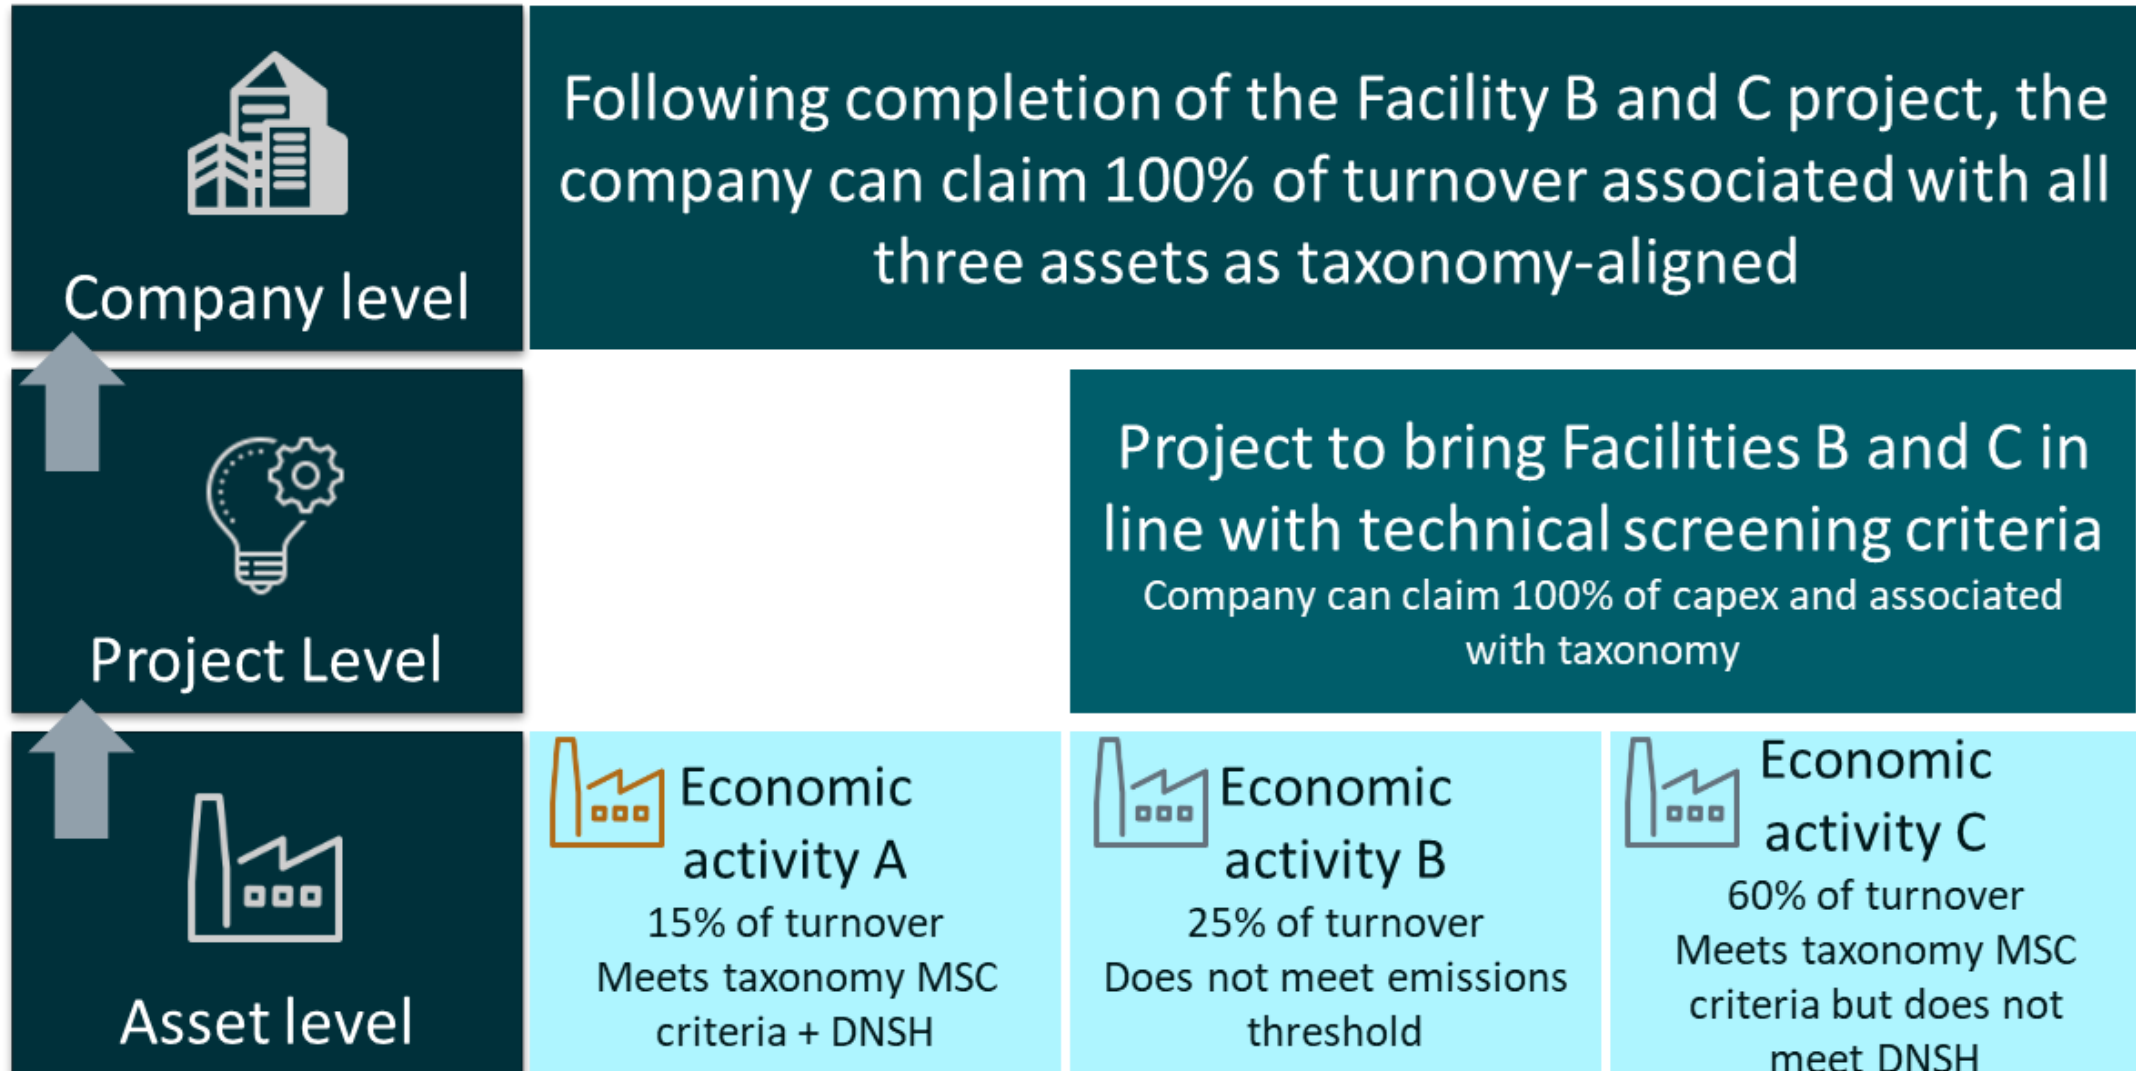 Company level
Following completion of the Facility B and C project, the
company can claim 100% of turnover associated with all
three assets as taxonomy-aligned
Project Level
Project to bring Facilities B and C in
line with technical screening criteria
Company can claim 100% of capex and associated
with taxonomy
Asset level
Economic
activity A
15% of turnover
Meets taxonomy MSC
criteria + DNSH
Economic
activity B
25% of turnover
Does not meet emissions
threshold
Economic
activity C
60% of turnover
Meets taxonomy MSC
criteria but does not
meet DNSH